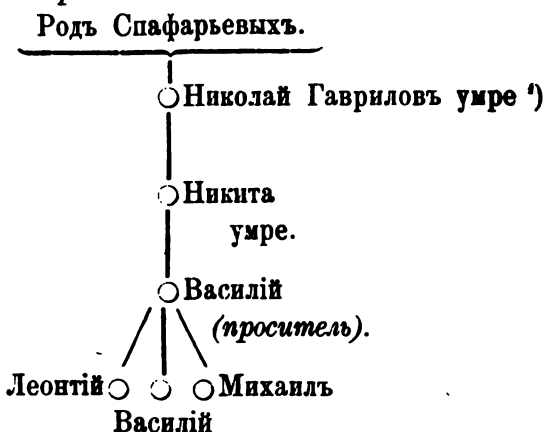 Родъ Спафарьевыхъ.
Николай Гавриловъ умре ¹)
Никита
умре.
Василій
(проситель).
Леонтій Михаилъ
Василій